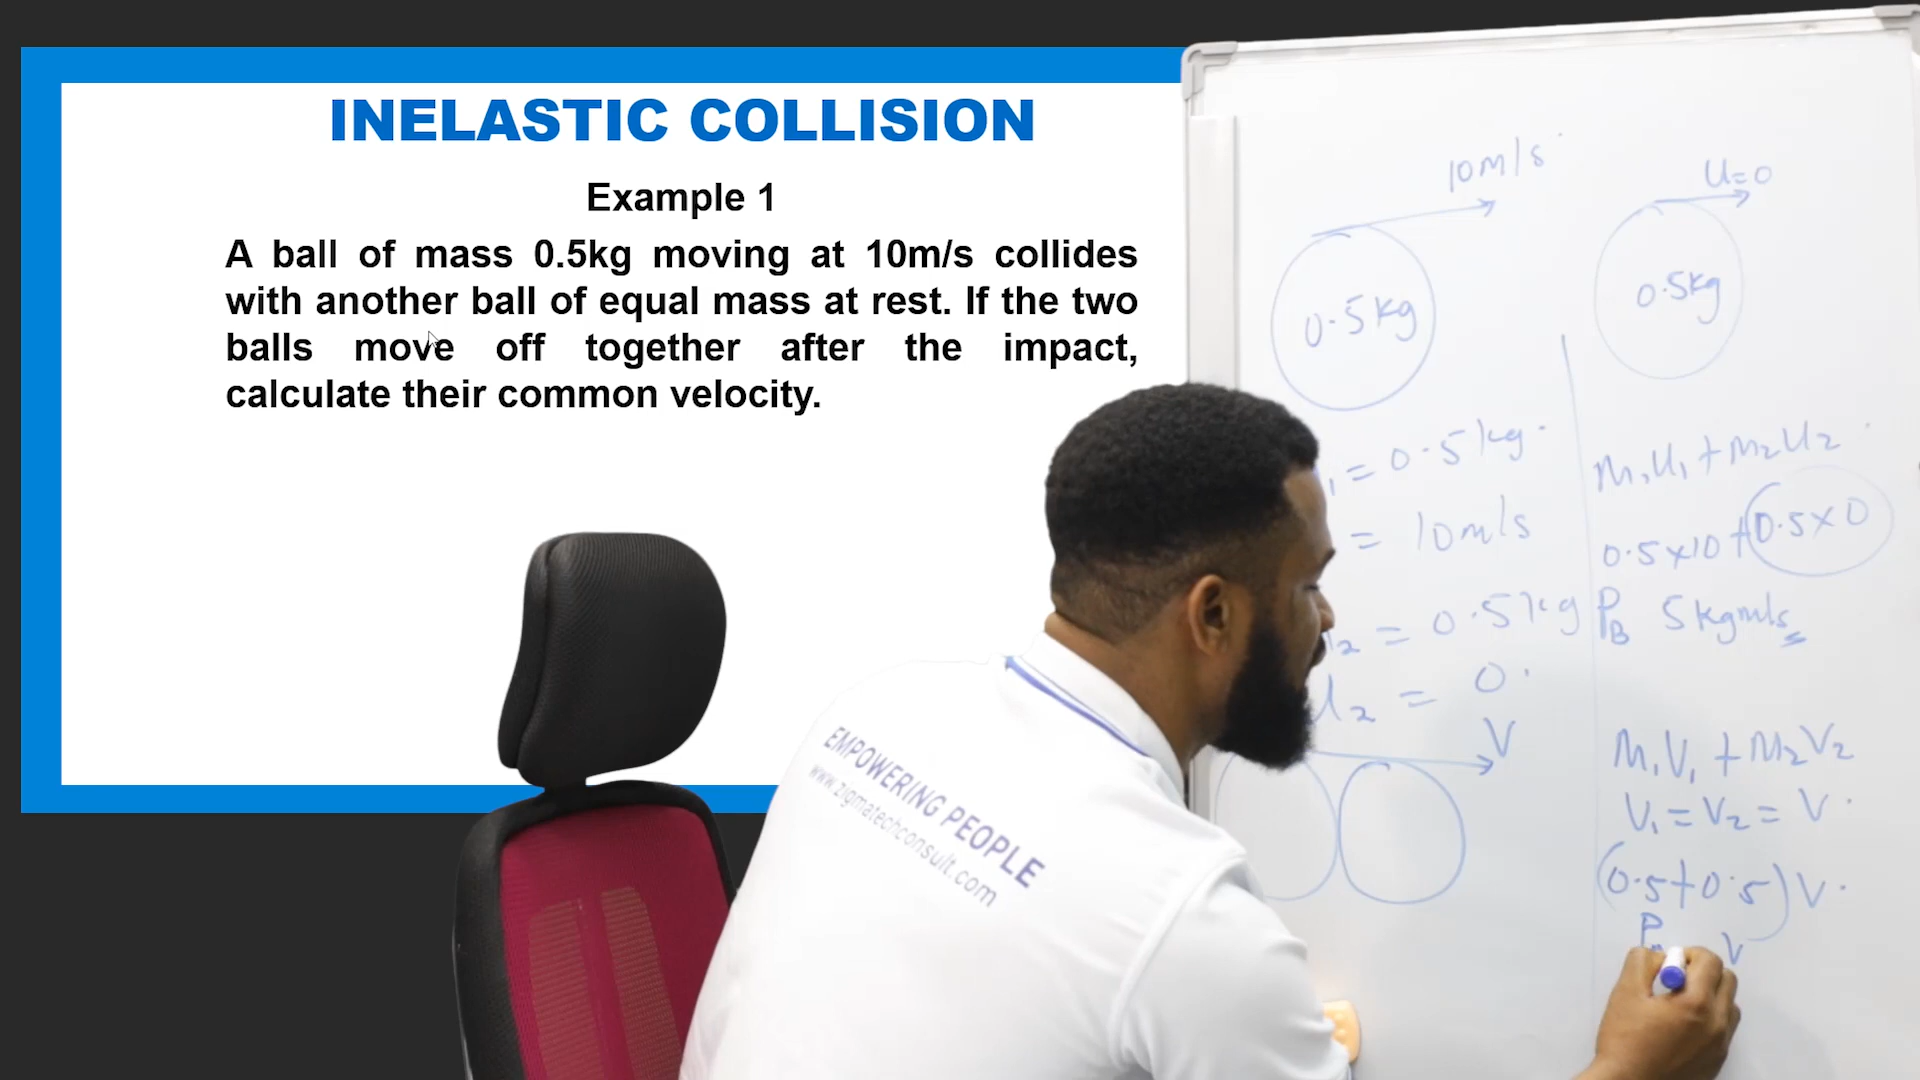 INELASTIC COLLISION
Example 1
A ball of mass 0.5kg moving at 10m/s collides
with another ball of equal mass at rest. If the two
balls move off together after the impact,
calculate their common velocity.
EMPOWERING PEOPLE
www.zigmatechconsult.com
10m/s
0.5kg
₁ = 0.5kg
= 10m/s
₂ = 0.5kg
U₂ = 0
V
U=0
0.5kg
M₁U₁ + M₂U₂
0.5×10 + 0.5×0
P_B 5kgm/s
M₁V₁ + M₂V₂
V₁ = V₂ = V
(0.5+0.5)V
P
V